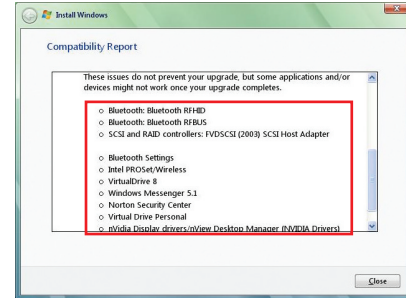 Install Windows
Compatibility Report
These issues do not prevent your upgrade, but some applications and/or
devices might not work once your upgrade completes.
Bluetooth: Bluetooth RFHID
Bluetooth: Bluetooth RFBUS
SCSI and RAID controllers: FVDSCSI (2003) SCSI Host Adapter
Bluetooth Settings
Intel PROSet/Wireless
VirtualDrive 8
Windows Messenger 5.1
Norton Security Center
Virtual Drive Personal
nVidia Display drivers/nView Desktop Manager (NVIDIA Drivers)
Close